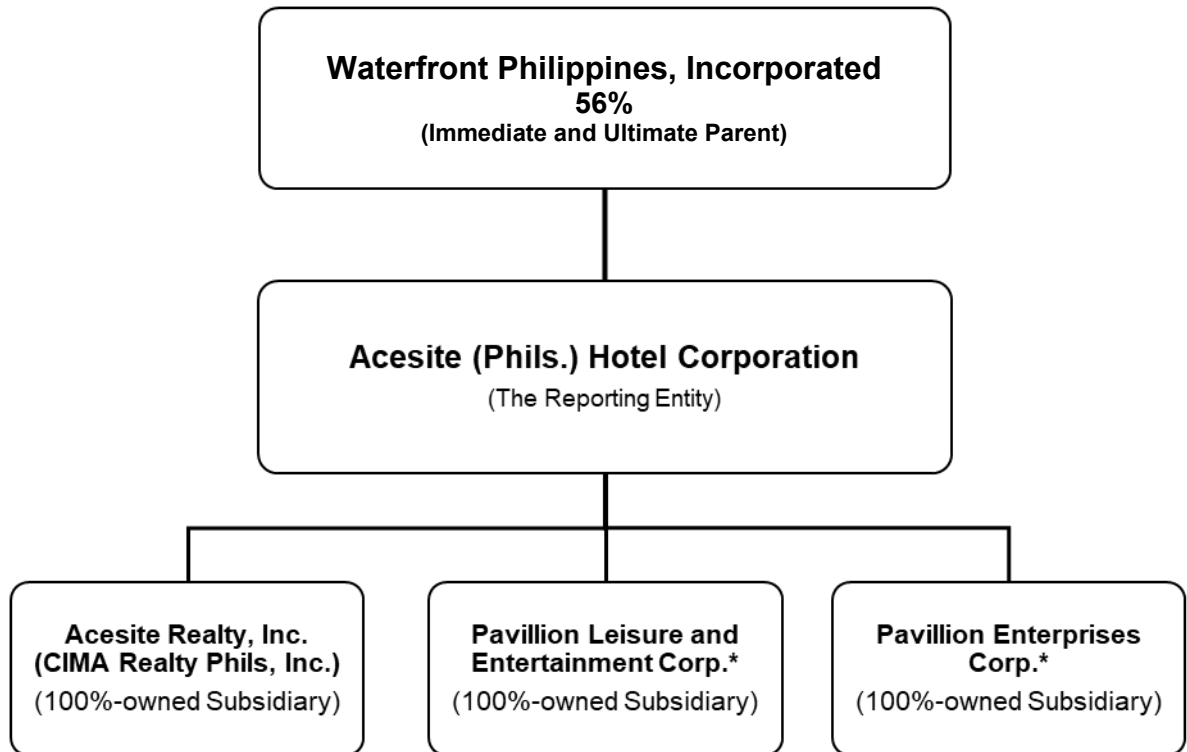 Waterfront Philippines, Incorporated
56%
(Immediate and Ultimate Parent)
Acesite (Phils.) Hotel Corporation
(The Reporting Entity)
Acesite Realty, Inc.
(CIMA Realty Phils, Inc.)
(100%-owned Subsidiary)
Pavillion Leisure and
Entertainment Corp.*
(100%-owned Subsidiary)
Pavillion Enterprises
Corp.*
(100%-owned Subsidiary)